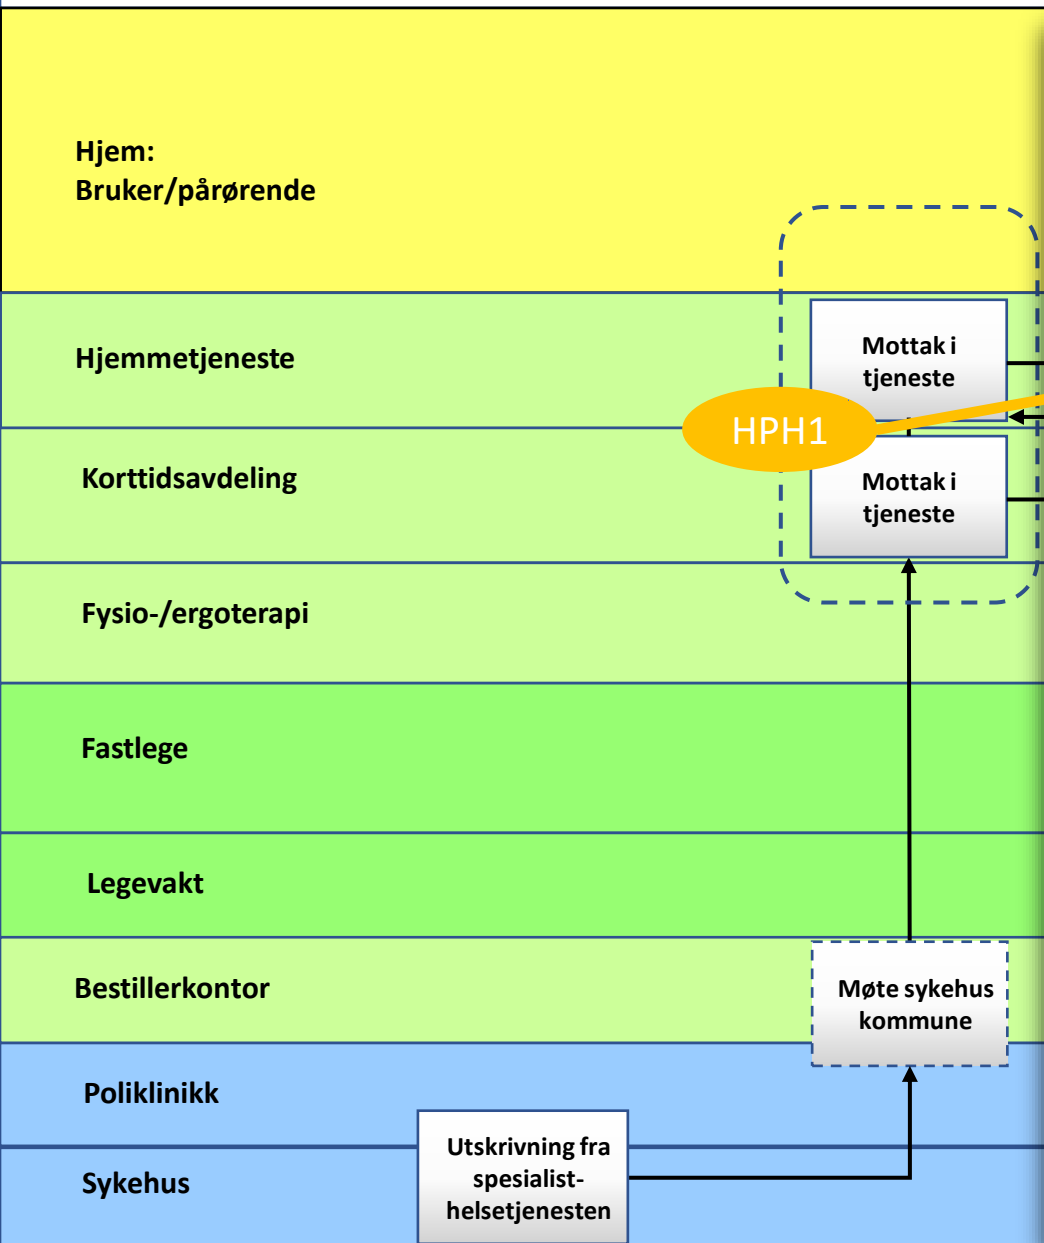 Hjem:
Bruker/pårørende
Hjemmetjeneste
Mottak i
tjeneste
HPH1
Korttidsavdeling
Mottak i
tjeneste
Fysio-/ergoterapi
Fastlege
Legevakt
Bestillerkontor
Møte sykehus
kommune
Poliklinikk
Utskrivning fra
spesialist-
helsetjenesten
Sykehus